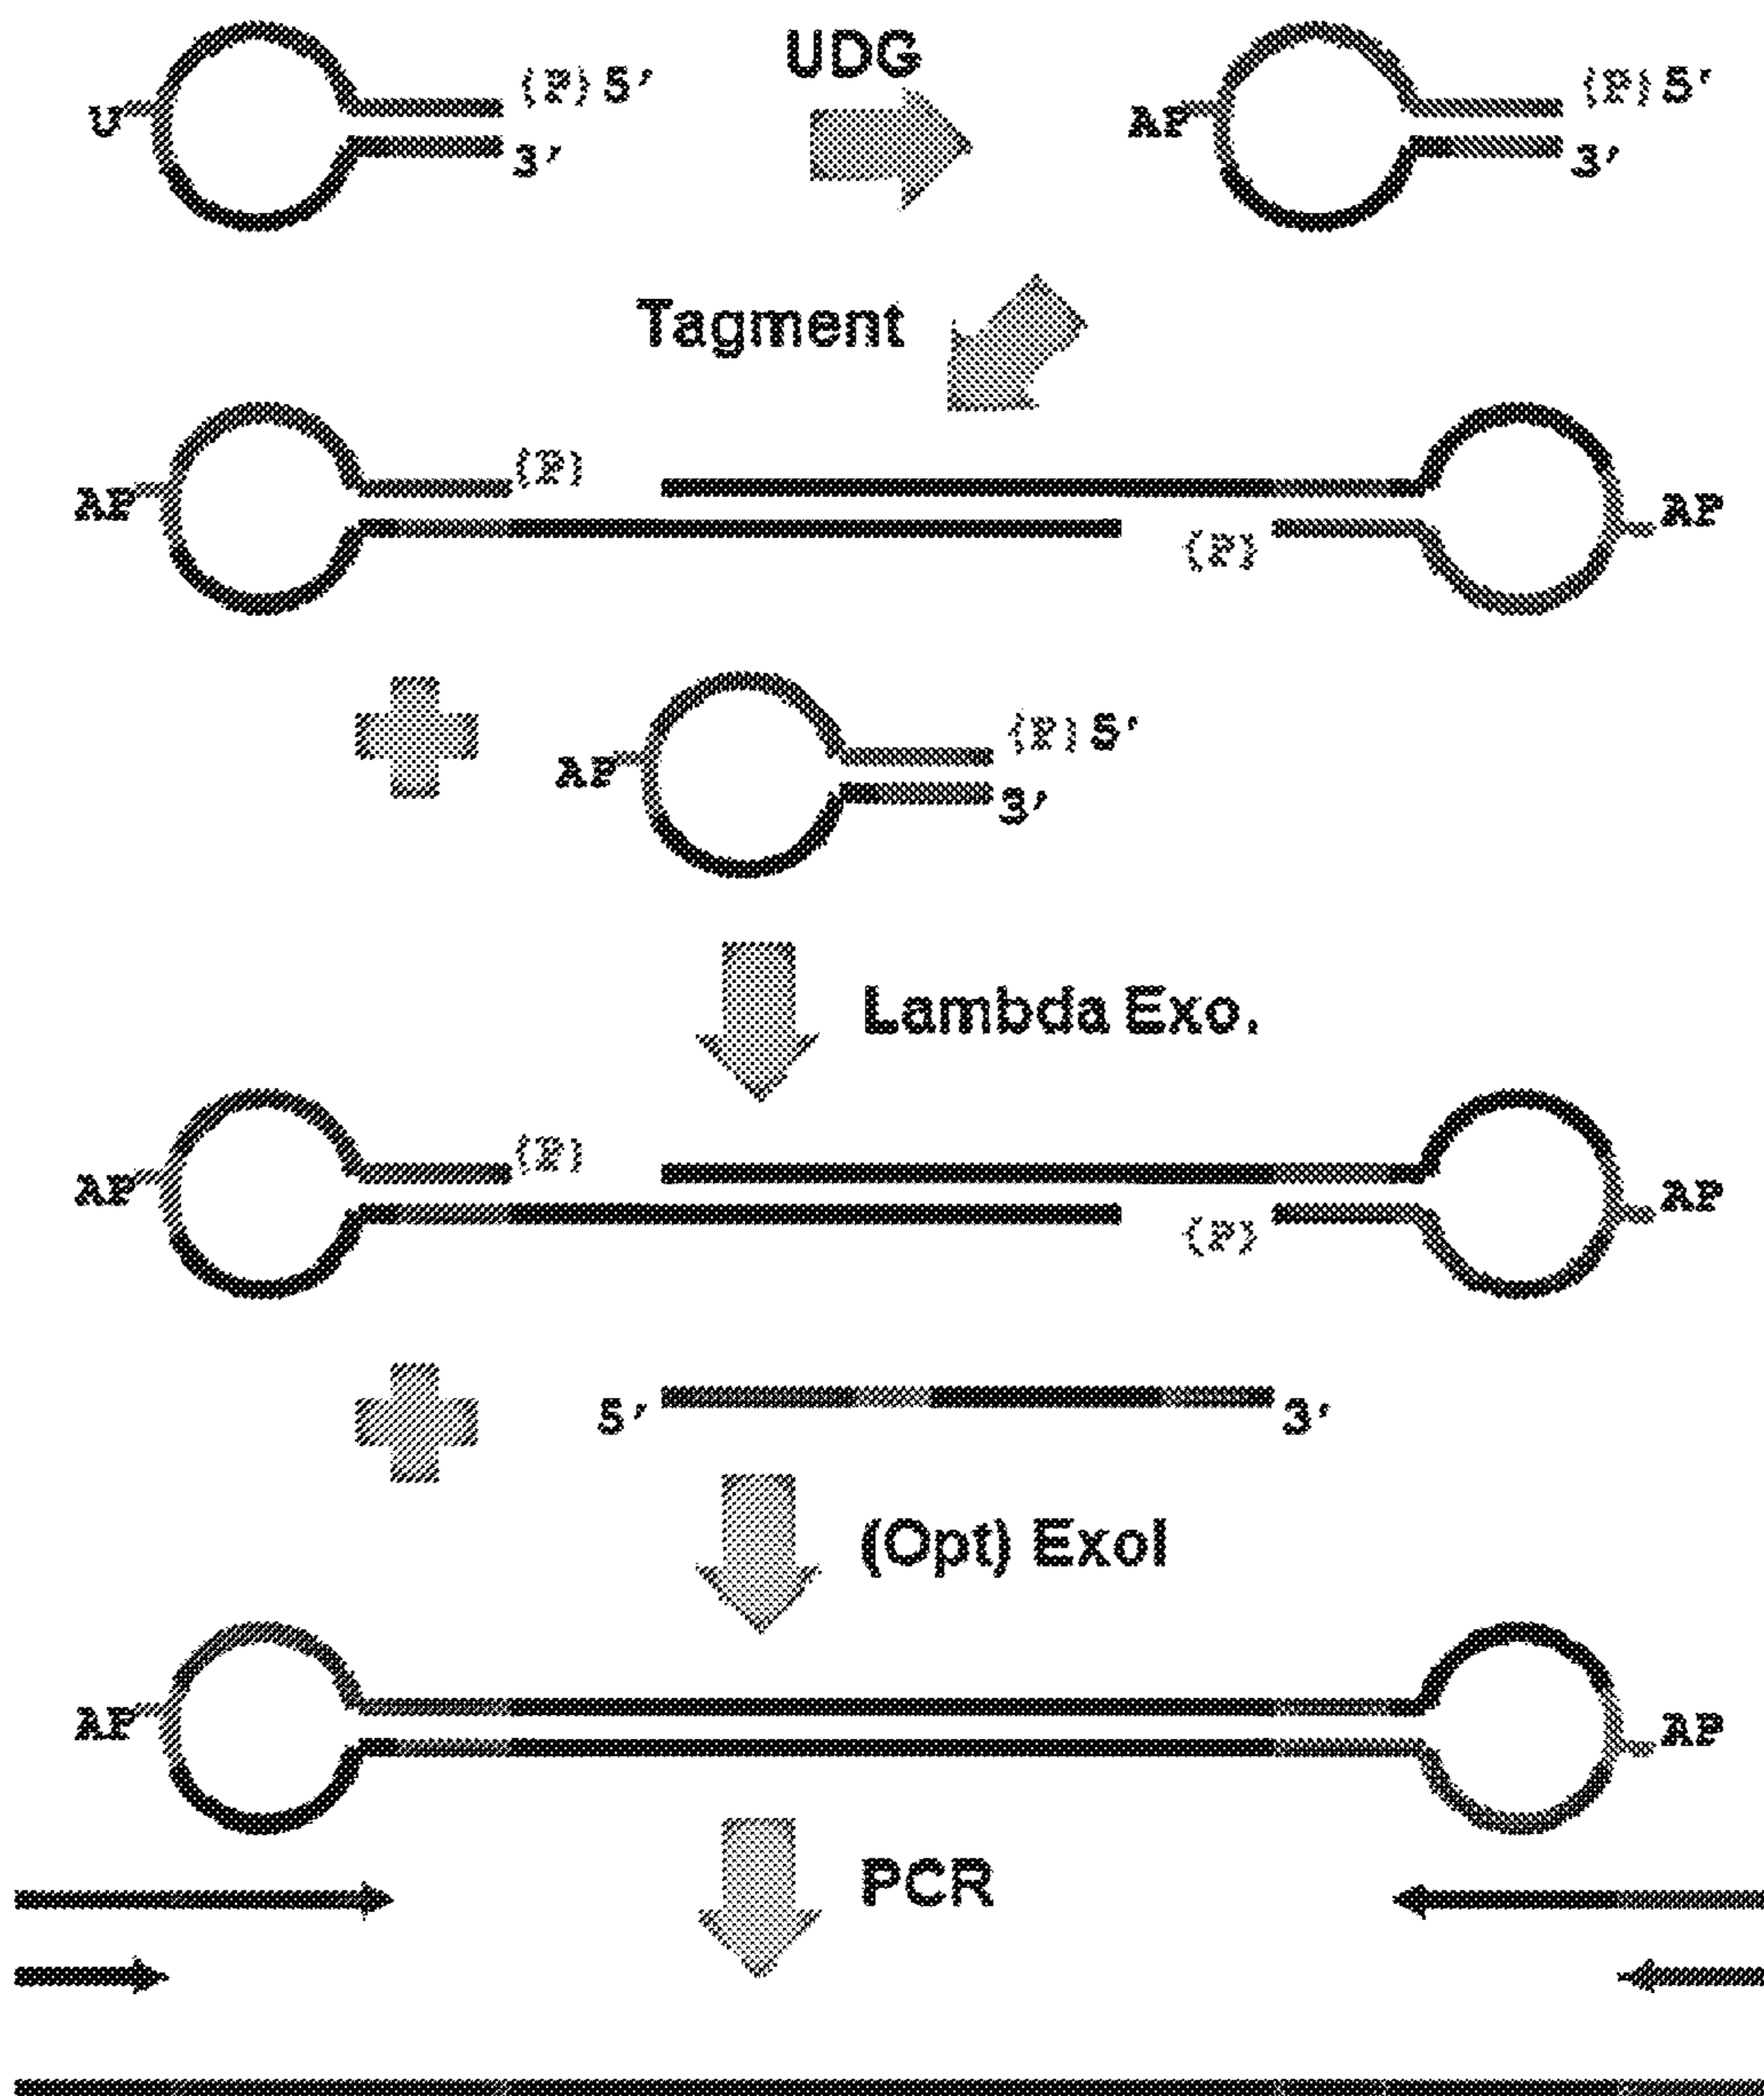 UDG
U
(P) 5'
3'
AP
(P) 5'
3'
Tagment
AP
(P)
(P)
AP
AP
(P) 5'
3'
Lambda Exo.
AP
(P)
(P)
AP
5'
3'
(Opt) ExoI
AP
AP
PCR